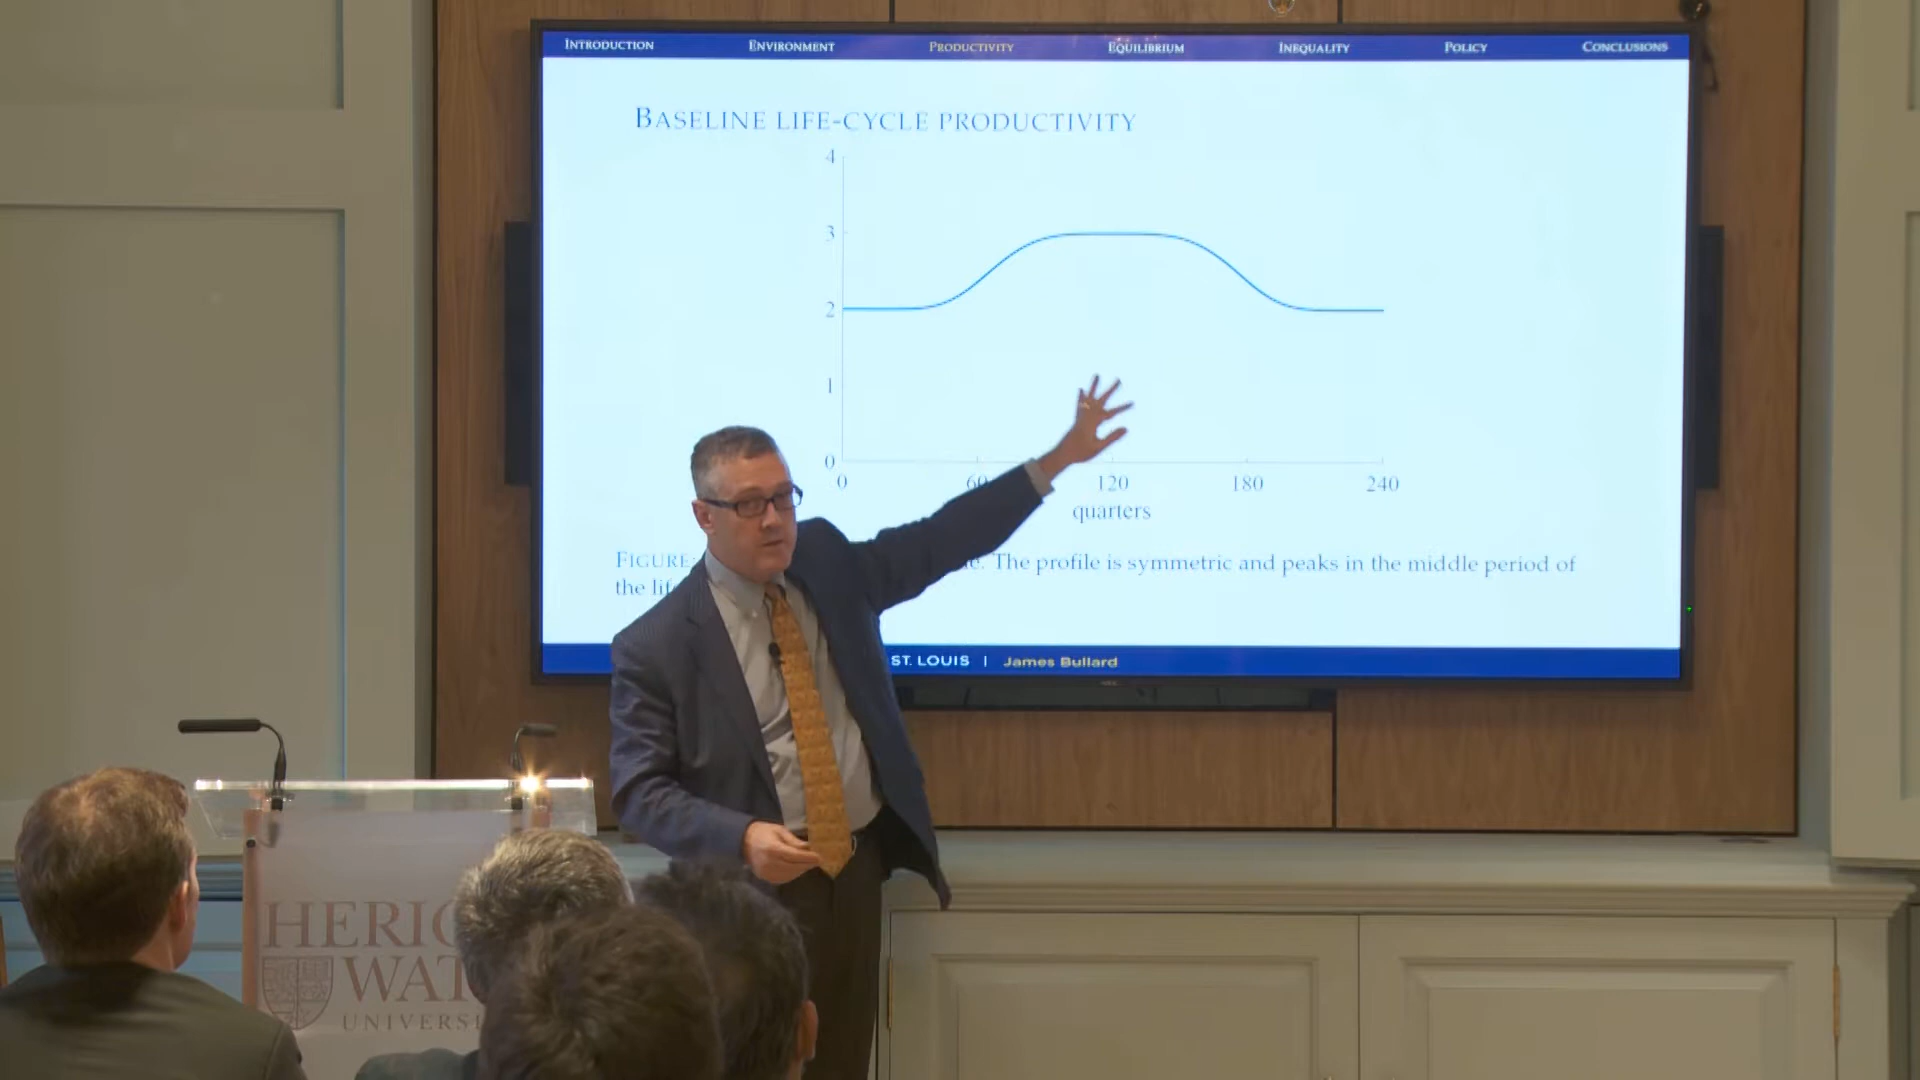 INTRODUCTION ENVIRONMENT PRODUCTIVITY EQUILIBRIUM INEQUALITY POLICY CONCLUSIONS
BASELINE LIFE-CYCLE PRODUCTIVITY
4
3
2
1
0
0 60 120 180 240
quarters
FIGURE: The profile is symmetric and peaks in the middle period of
the
ST. LOUIS | James Bullard
HERIO
WAT
UNIVERSI